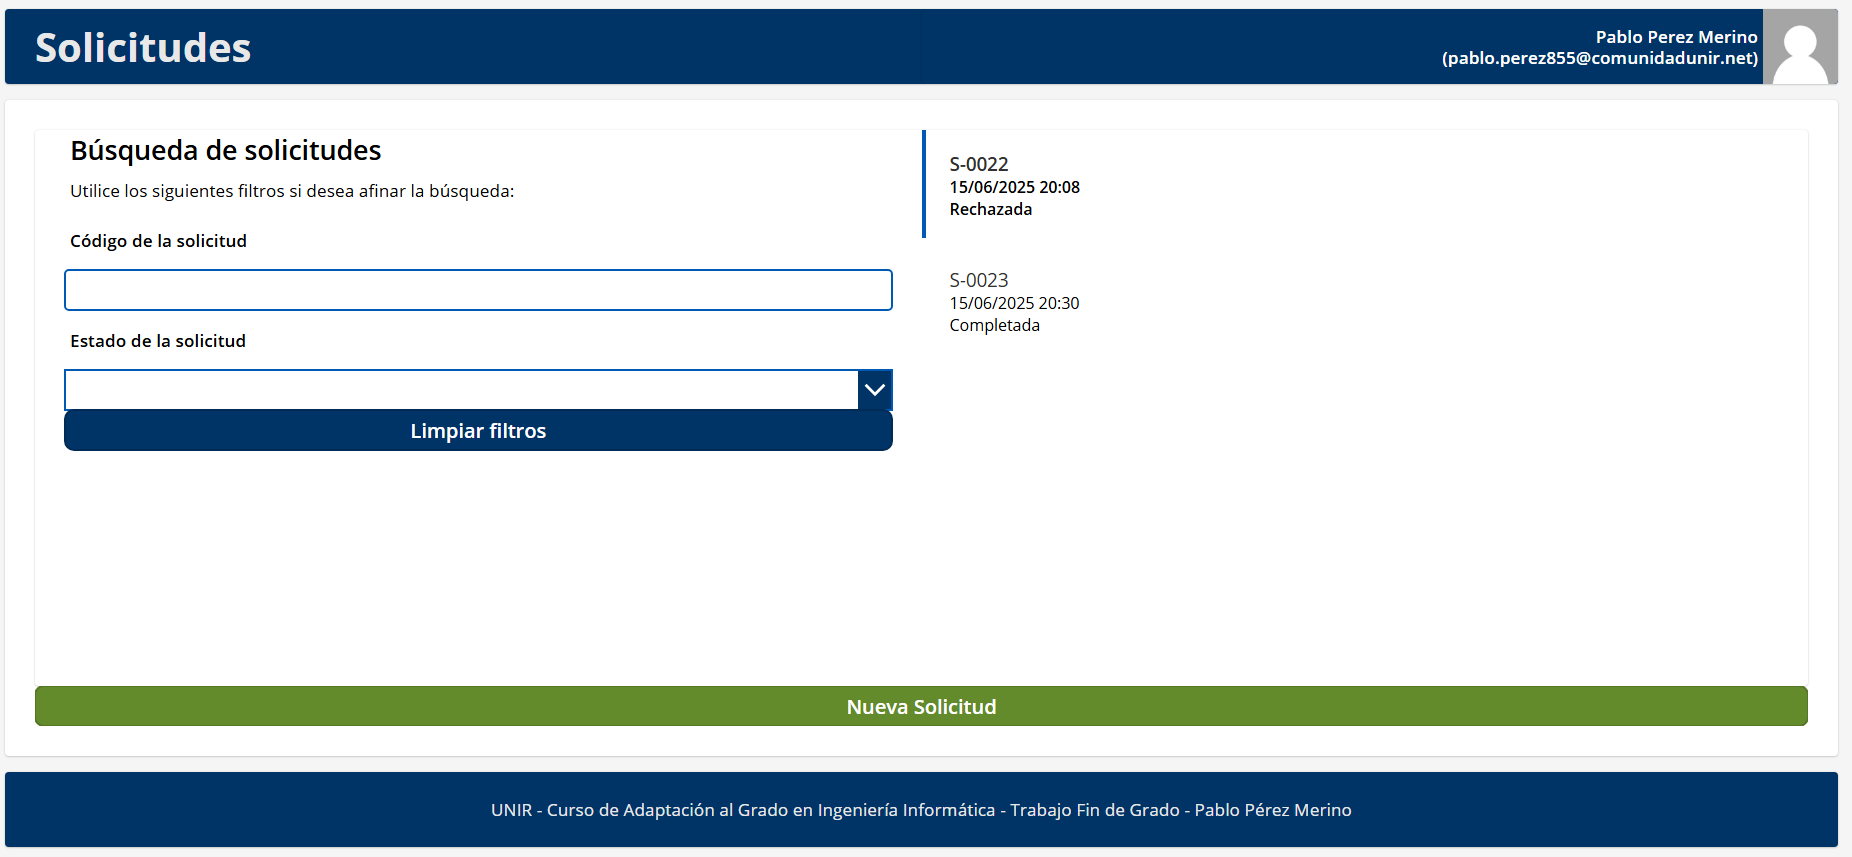 Solicitudes
Pablo Perez Merino
(pablo.perez855@comunidadunir.net)
Búsqueda de solicitudes
Utilice los siguientes filtros si desea afinar la búsqueda:
Código de la solicitud
Estado de la solicitud
Limpiar filtros
S-0022
15/06/2025 20:08
Rechazada
S-0023
15/06/2025 20:30
Completada
Nueva Solicitud
UNIR - Curso de Adaptación al Grado en Ingeniería Informática - Trabajo Fin de Grado - Pablo Pérez Merino